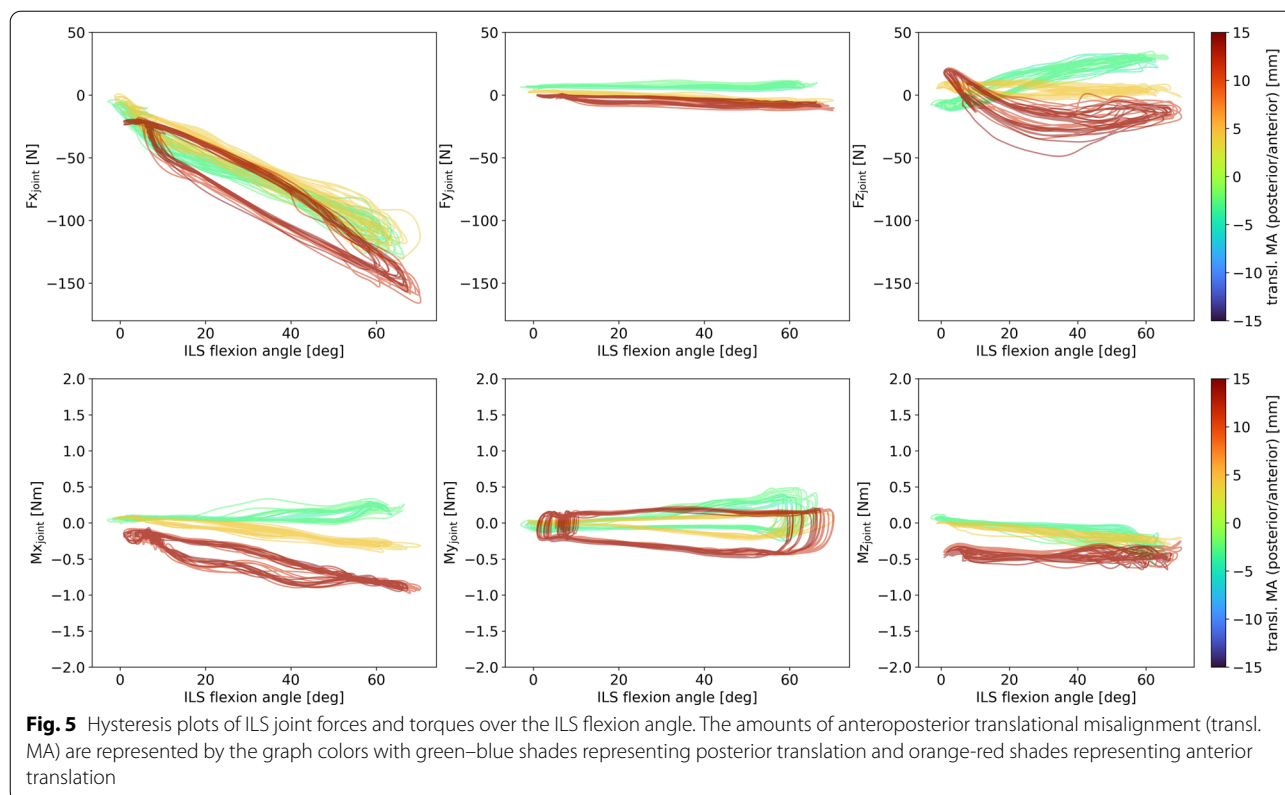 50
0
−50
−100
−150
Fx_joint [N]
0 20 40 60
ILS flexion angle [deg]
50
0
−50
−100
−150
Fy_joint [N]
0 20 40 60
ILS flexion angle [deg]
50
0
−50
−100
−150
Fz_joint [N]
0 20 40 60
ILS flexion angle [deg]
15
10
5
0
−5
−10
−15
transl. MA (posterior/anterior) [mm]
2.0
1.5
1.0
0.5
0.0
−0.5
−1.0
−1.5
−2.0
Mx_joint [Nm]
0 20 40 60
ILS flexion angle [deg]
2.0
1.5
1.0
0.5
0.0
−0.5
−1.0
−1.5
−2.0
My_joint [Nm]
0 20 40 60
ILS flexion angle [deg]
2.0
1.5
1.0
0.5
0.0
−0.5
−1.0
−1.5
−2.0
Mz_joint [Nm]
0 20 40 60
ILS flexion angle [deg]
15
10
5
0
−5
−10
−15
transl. MA (posterior/anterior) [mm]
Fig. 5 Hysteresis plots of ILS joint forces and torques over the ILS flexion angle. The amounts of anteroposterior translational misalignment (transl.
MA) are represented by the graph colors with green–blue shades representing posterior translation and orange-red shades representing anterior
translation